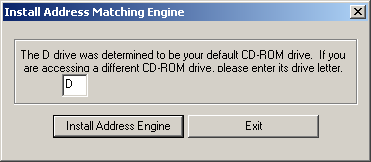 Install Address Matching Engine
The D drive was determined to be your default CD-ROM drive. If you
are accessing a different CD-ROM drive, please enter its drive letter.
D
Install Address Engine
Exit